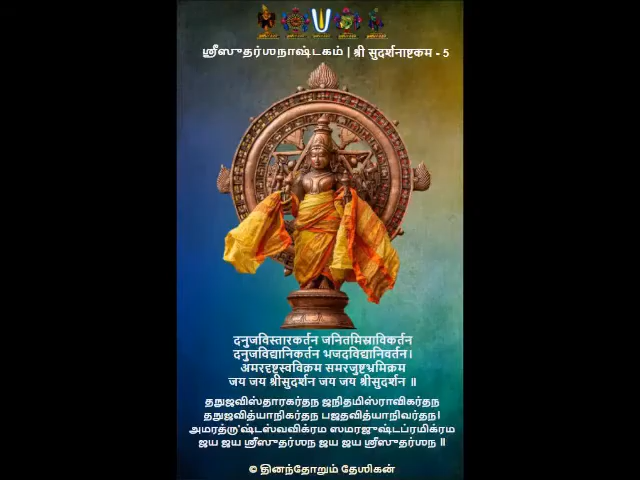 ஶ்ரீஸுதர்ஶநாஷ்டகம் | श्री सुदर्शनाष्टकम - 5
दनुजविस्तारकर्तन जनितमिस्राविकर्तन
दनुजविद्यानिकर्तन भजदविद्यानिवर्तन।
अमरदृष्टस्वविक्रम समरजुष्टभ्रमिक्रम
जय जय श्रीसुदर्शन जय जय श्रीसुदर्शन ॥
தநுஜவிஸ்தாரகர்தந ஜநிதமிஸ்ராவிகர்தந
தநுஜவித்யாநிகர்தந பஜதவித்யாநிவர்தந।
அமரத்ருʼஷ்டஸ்வவிக்ரம ஸமரஜுஷ்டப்ரமிக்ரம
ஜய ஜய ஶ்ரீஸுதர்ஶந ஜய ஜய ஶ்ரீஸுதர்ஶந ॥
© தினந்தோறும் தேஶிகன்